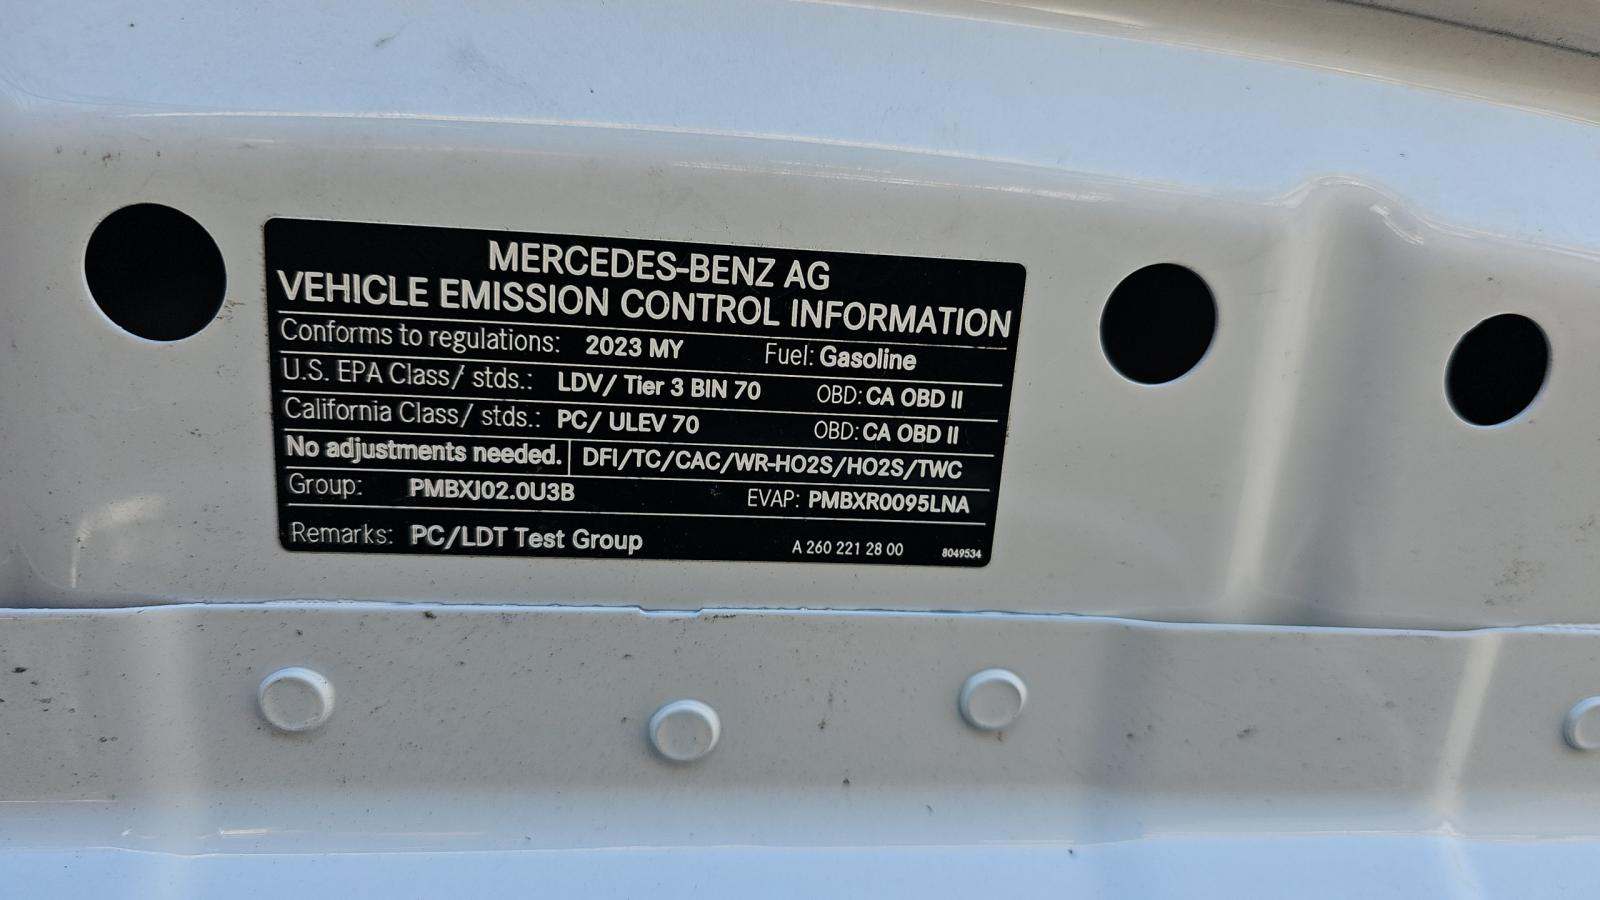 MERCEDES-BENZ AG
VEHICLE EMISSION CONTROL INFORMATION
Conforms to regulations: 2023 MY Fuel: Gasoline
U.S. EPA Class/ stds.: LDV/ Tier 3 BIN 70 OBD: CA OBD II
California Class/ stds.: PC/ ULEV 70 OBD: CA OBD II
No adjustments needed. DFI/TC/CAC/WR-HO2S/HO2S/TWC
Group: PMBXJ02.0U3B EVAP: PMBXR0095LNA
Remarks: PC/LDT Test Group A 260 221 28 00 8049534